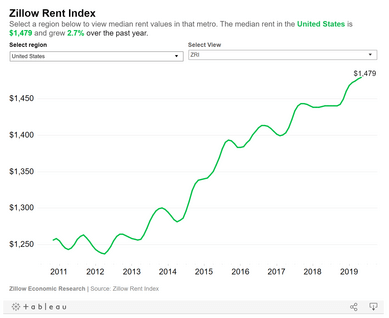 Zillow Rent Index
Select a region below to view median rent values in that metro. The median rent in the United States is
$1,479 and grew 2.7% over the past year.
Select region
Select View
United States
ZRI
$1,479
$1,450
$1,400
$1,350
$1,300
$1,250
2011 2012 2013 2014 2015 2016 2017 2018 2019
Zillow Economic Research | Source: Zillow Rent Index
+ a b l e a u